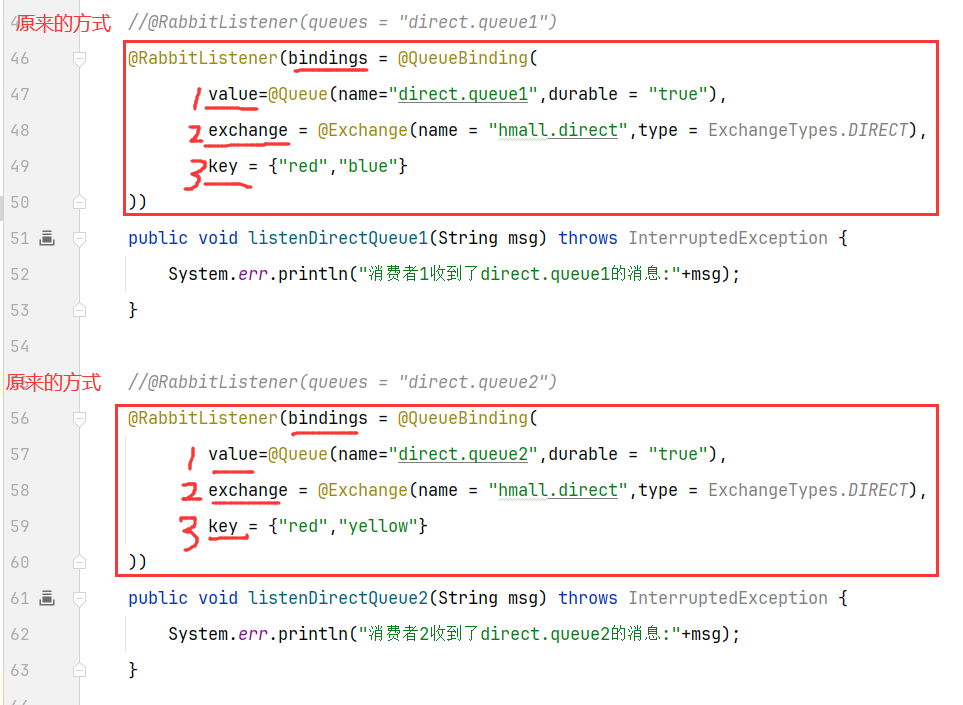 45 原来的方式 //@RabbitListener(queues = "direct.queue1")
46 @RabbitListener(bindings = @QueueBinding(
47 1 value=@Queue(name="direct.queue1",durable = "true"),
48 2 exchange = @Exchange(name = "hmall.direct",type = ExchangeTypes.DIRECT),
49 3 key = {"red","blue"}
50 ))
51 public void listenDirectQueue1(String msg) throws InterruptedException {
52 System.err.println("消费者1收到了direct.queue1的消息:"+msg);
53 }
54
原来的方式 //@RabbitListener(queues = "direct.queue2")
56 @RabbitListener(bindings = @QueueBinding(
57 1 value=@Queue(name="direct.queue2",durable = "true"),
58 2 exchange = @Exchange(name = "hmall.direct",type = ExchangeTypes.DIRECT),
59 3 key = {"red","yellow"}
60 ))
61 public void listenDirectQueue2(String msg) throws InterruptedException {
62 System.err.println("消费者2收到了direct.queue2的消息:"+msg);
63 }